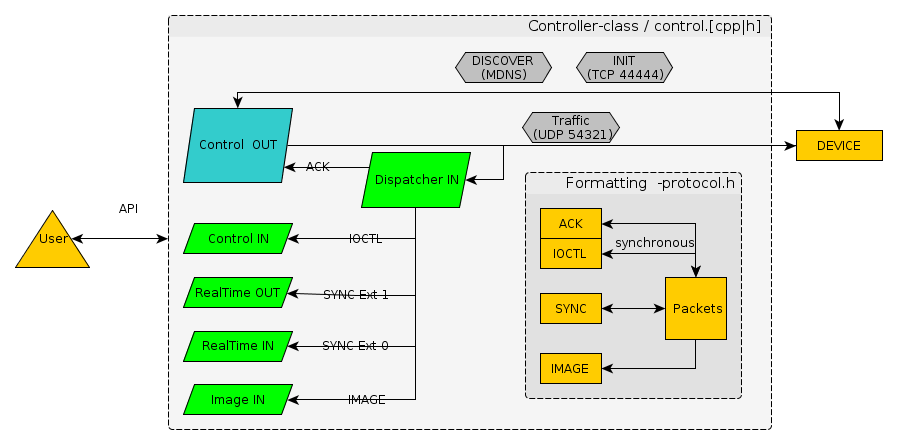 Controller-class / control.[cpp|h]
DISCOVER
(MDNS)
INIT
(TCP 44444)
Traffic
(UDP 54321)
Control OUT
DEVICE
ACK
Dispatcher IN
Formatting -protocol.h
API
User
Control IN
IOCTL
ACK
synchronous
IOCTL
RealTime OUT
SYNC Ext 1
SYNC
Packets
RealTime IN
SYNC Ext 0
IMAGE
Image IN
IMAGE